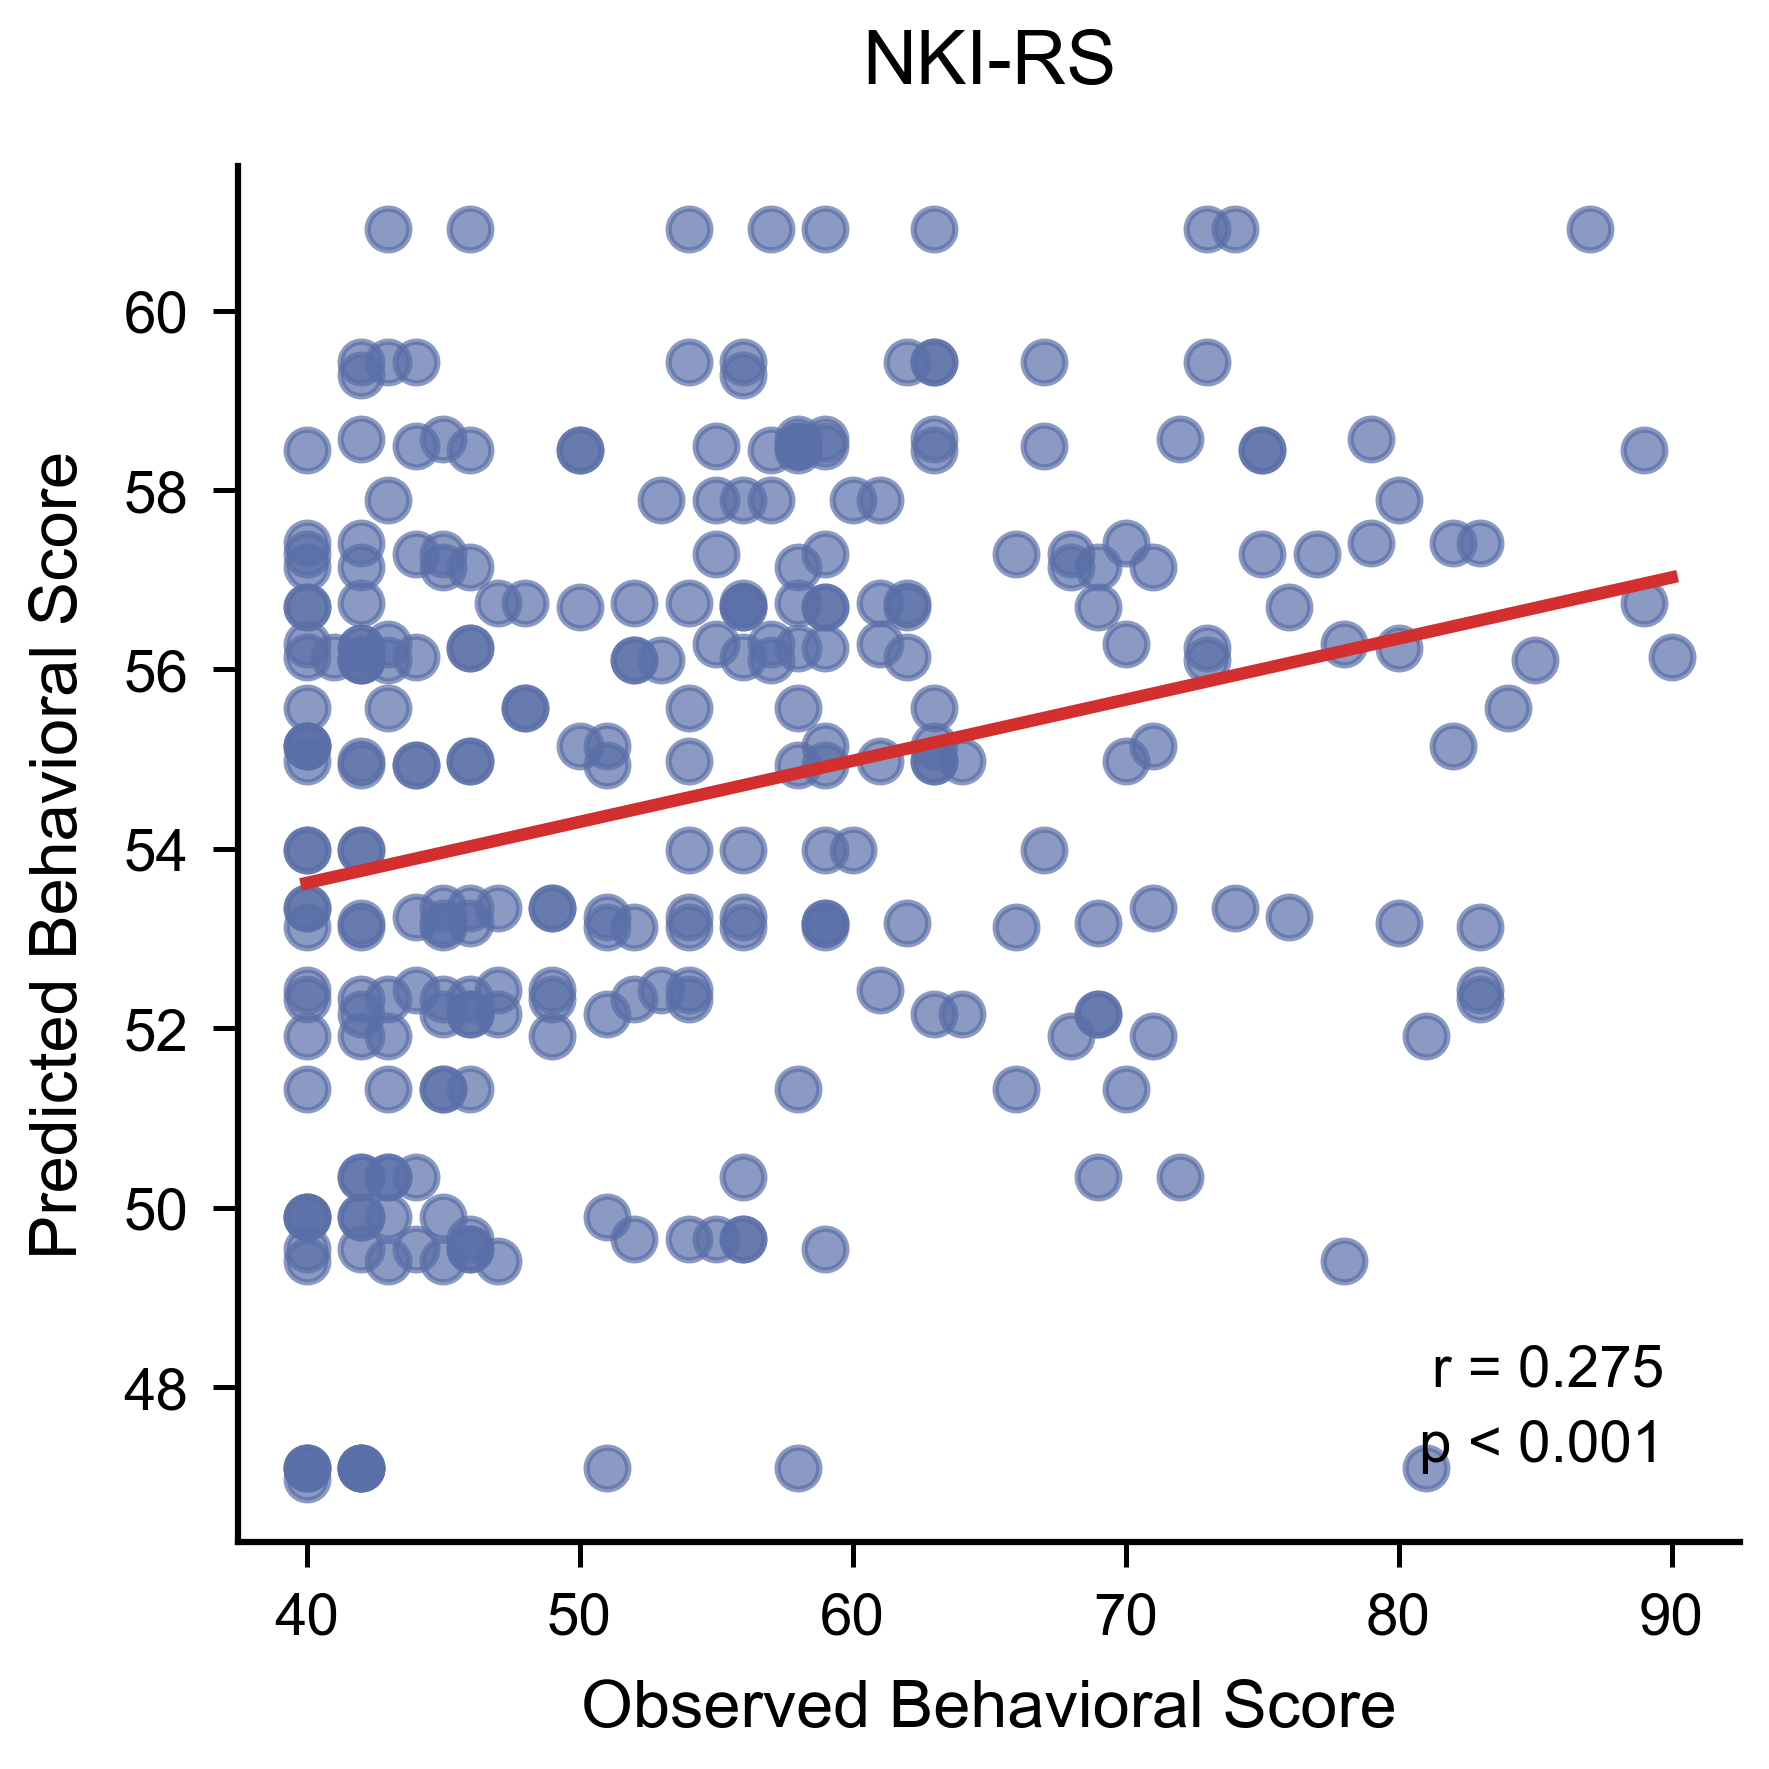 NKI-RS
Predicted Behavioral Score
60
58
56
54
52
50
48
r = 0.275
p < 0.001
40 50 60 70 80 90
Observed Behavioral Score